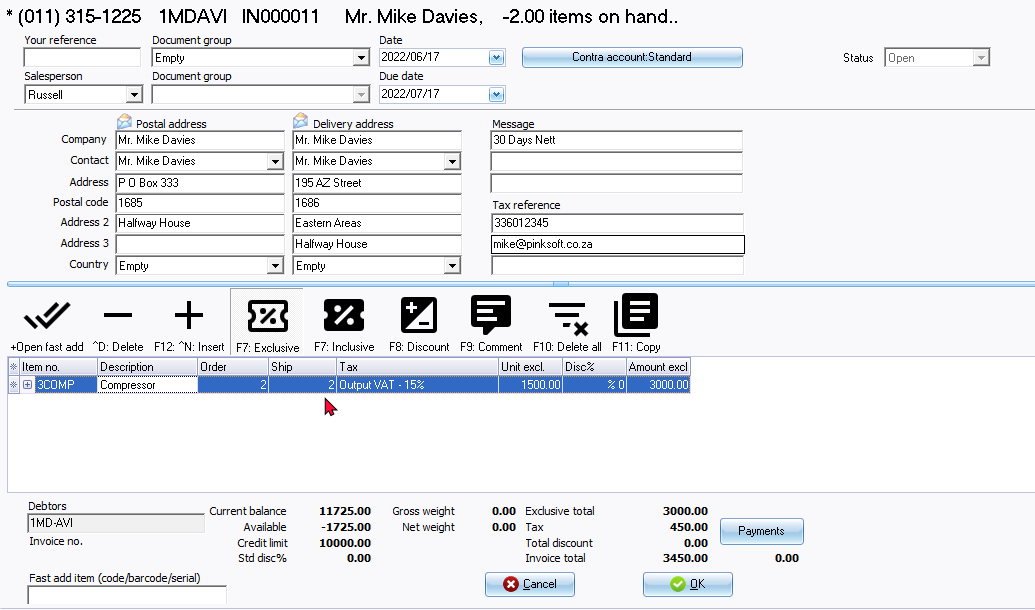 * (011) 315-1225 1MDAVI IN000011 Mr. Mike Davies, -2.00 items on hand..
Your reference Document group Date
Empty 2022/06/17 Contra account:Standard Status Open
Salesperson Document group Due date
Russell 2022/07/17
Postal address Delivery address Message
Company Mr. Mike Davies Mr. Mike Davies 30 Days Nett
Contact Mr. Mike Davies Mr. Mike Davies
Address P O Box 333 195 AZ Street
Postal code 1685 1686 Tax reference
Address 2 Halfway House Eastern Areas 336012345
Address 3 Halfway House mike@pinksoft.co.za
Country Empty Empty
+Open fast add ^D: Delete F12: ^N: Insert F7: Exclusive F7: Inclusive F8: Discount F9: Comment F10: Delete all F11: Copy
Item no. Description Order Ship Tax Unit excl. Disc% Amount excl
3COMP Compressor 2 2 Output VAT - 15% 1500.00 % 0 3000.00
Debtors Current balance 11725.00 Gross weight 0.00 Exclusive total 3000.00
1MD-AVI Available -1725.00 Net weight 0.00 Tax 450.00 Payments
Invoice no. Credit limit 10000.00 Total discount 0.00
Std disc% 0.00 Invoice total 3450.00 0.00
Fast add item (code/barcode/serial) Cancel OK